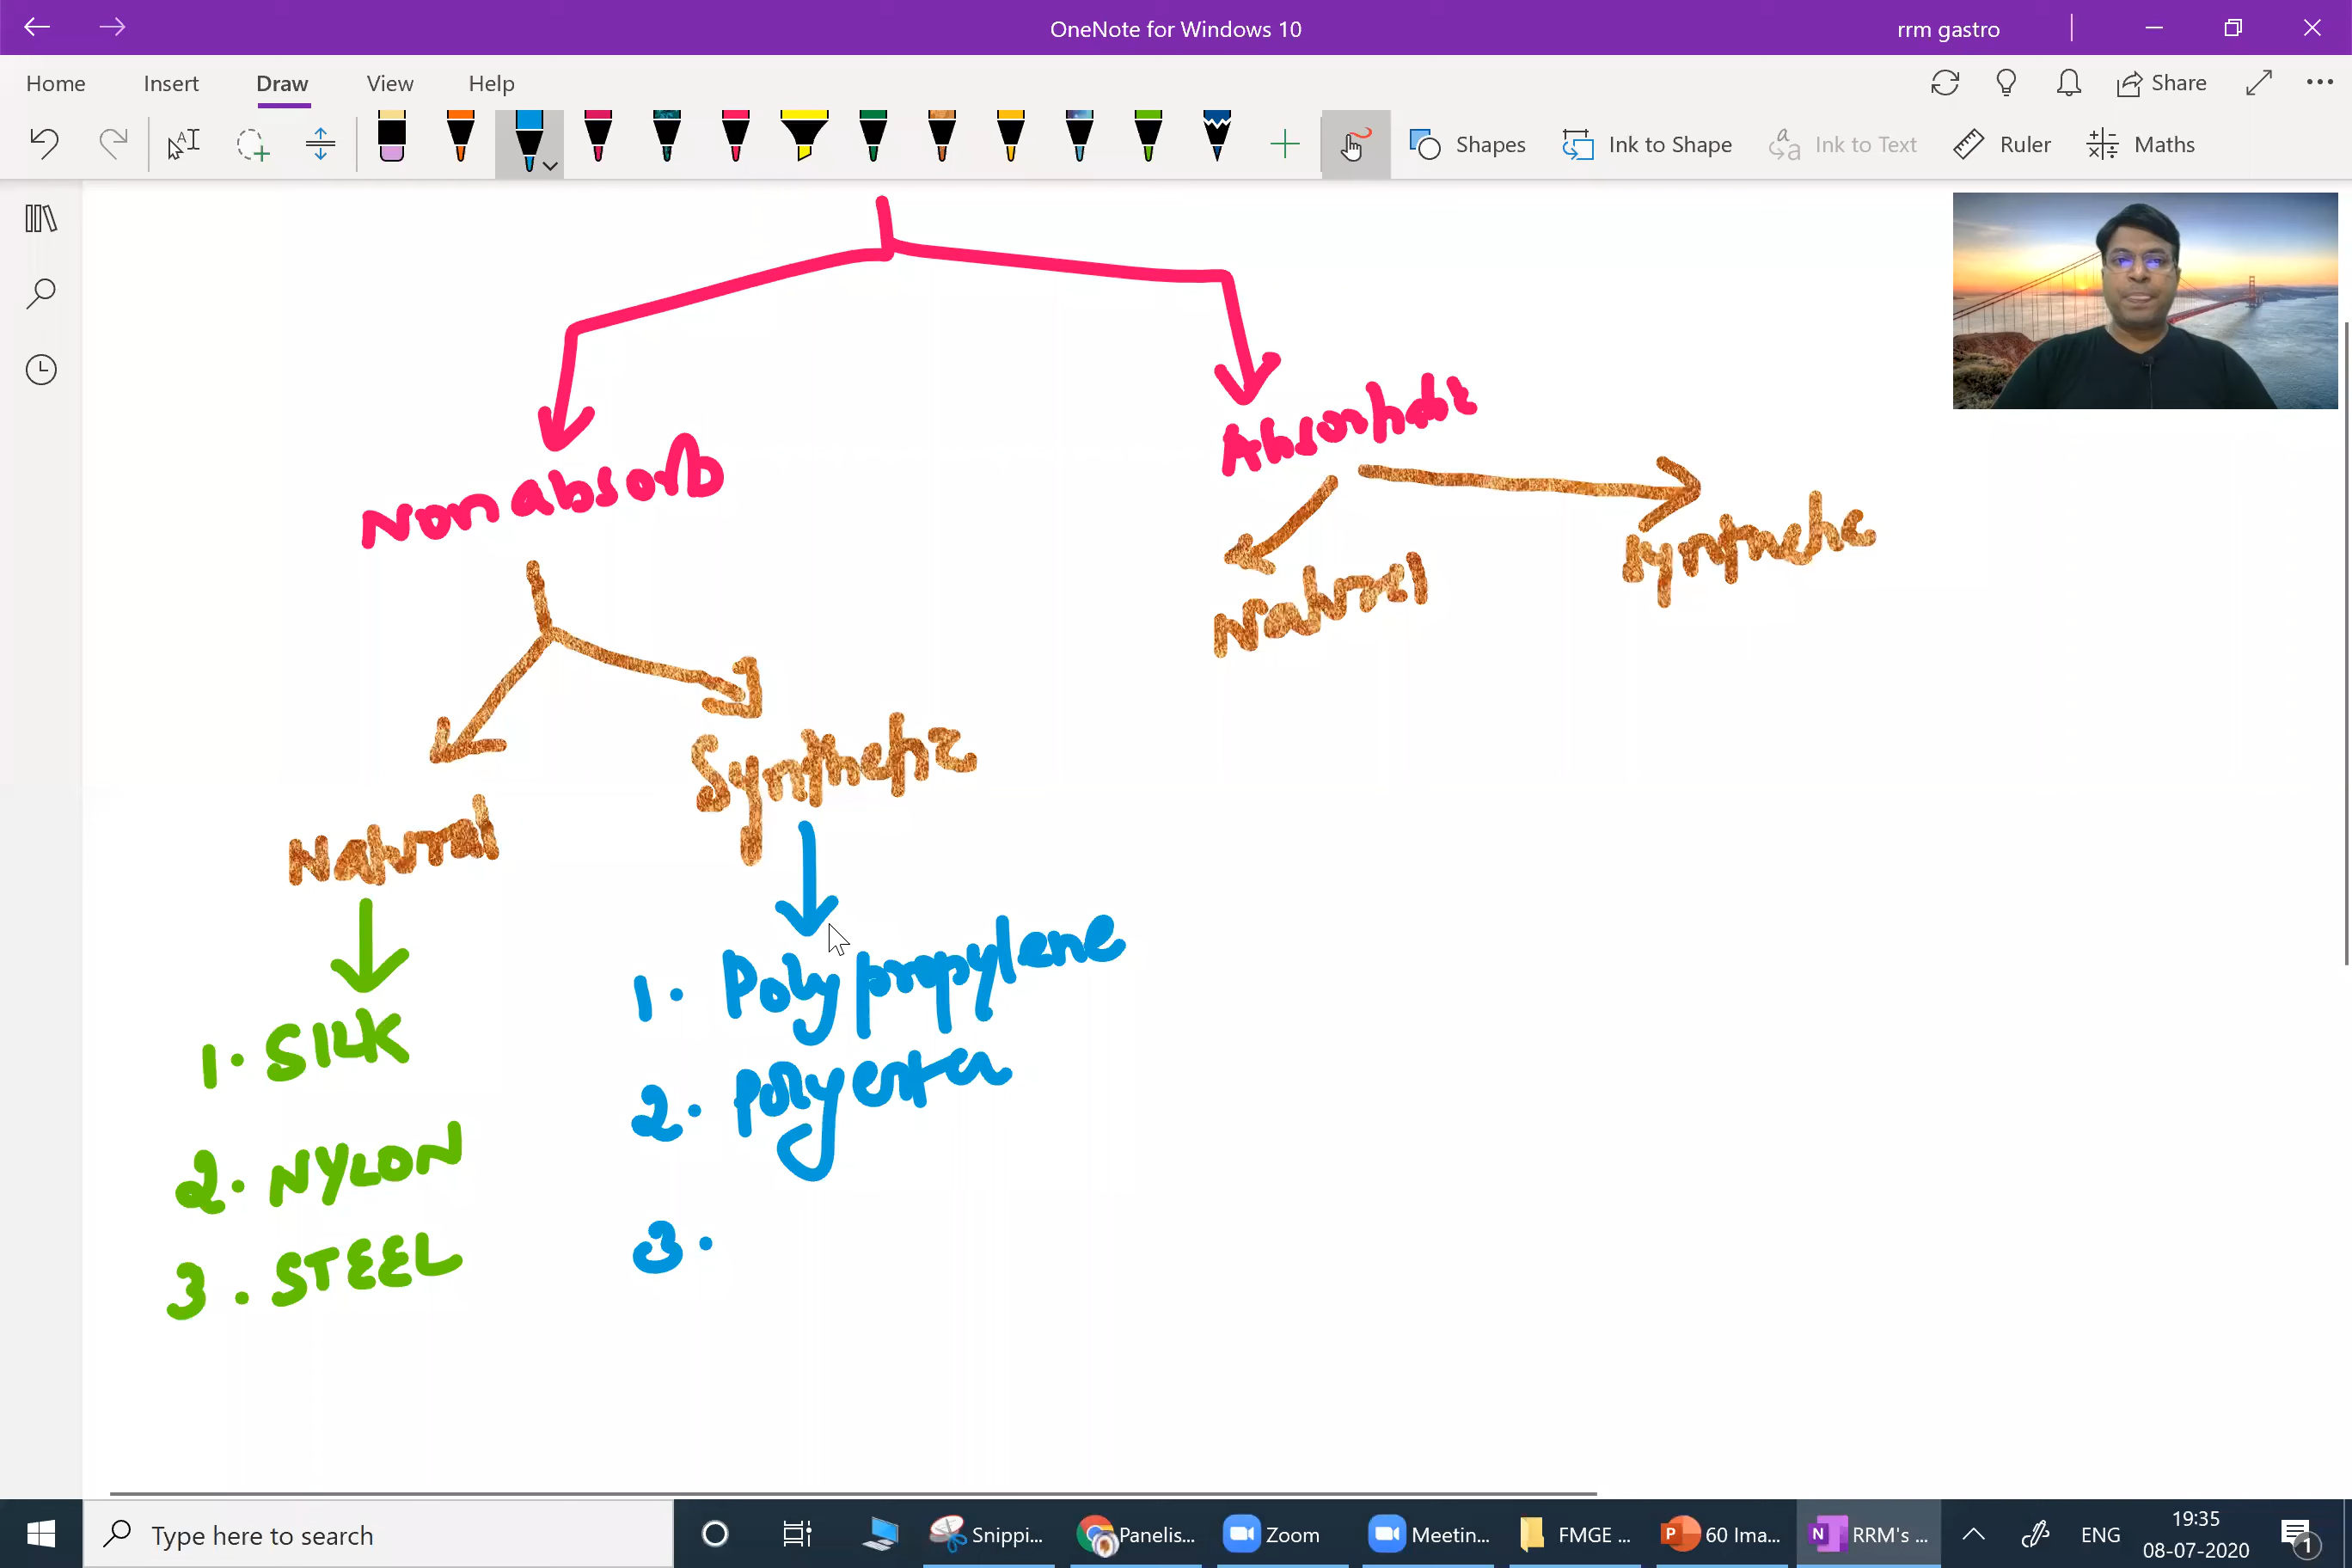 OneNote for Windows 10
rrm gastro
Home Insert Draw View Help
Share
Shapes
Ink to Shape
Ink to Text
Ruler
Maths
Non absorb
Absorbabl
Natural
Synthetic
Natural
Synthetic
1. SILK
2. NYLON
3. STEEL
1. Polypropylene
2. Polyester
3.
Type here to search
Snippi...
Panelis...
Zoom
Meetin...
FMGE ...
60 Ima...
RRM's ...
ENG
19:35
08-07-2020
1